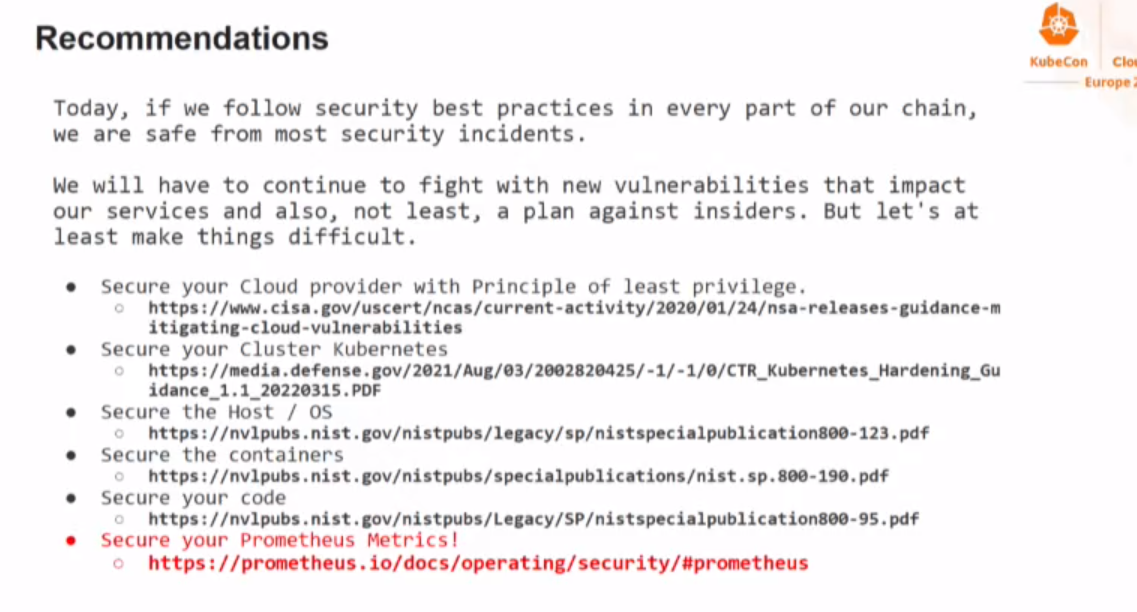 Recommendations
KubeCon
Europe
Today, if we follow security best practices in every part of our chain,
we are safe from most security incidents.
We will have to continue to fight with new vulnerabilities that impact
our services and also, not least, a plan against insiders. But let's at
least make things difficult.
• Secure your Cloud provider with Principle of least privilege.
○ https://www.cisa.gov/uscert/ncas/current-activity/2020/01/24/nsa-releases-guidance-m
itigating-cloud-vulnerabilities
• Secure your Cluster Kubernetes
○ https://media.defense.gov/2021/Aug/03/2002820425/-1/-1/0/CTR_Kubernetes_Hardening_Gu
idance_1.1_20220315.PDF
• Secure the Host / OS
○ https://nvlpubs.nist.gov/nistpubs/legacy/sp/nistspecialpublication800-123.pdf
• Secure the containers
○ https://nvlpubs.nist.gov/nistpubs/specialpublications/nist.sp.800-190.pdf
• Secure your code
○ https://nvlpubs.nist.gov/nistpubs/Legacy/SP/nistspecialpublication800-95.pdf
• Secure your Prometheus Metrics!
○ https://prometheus.io/docs/operating/security/#prometheus